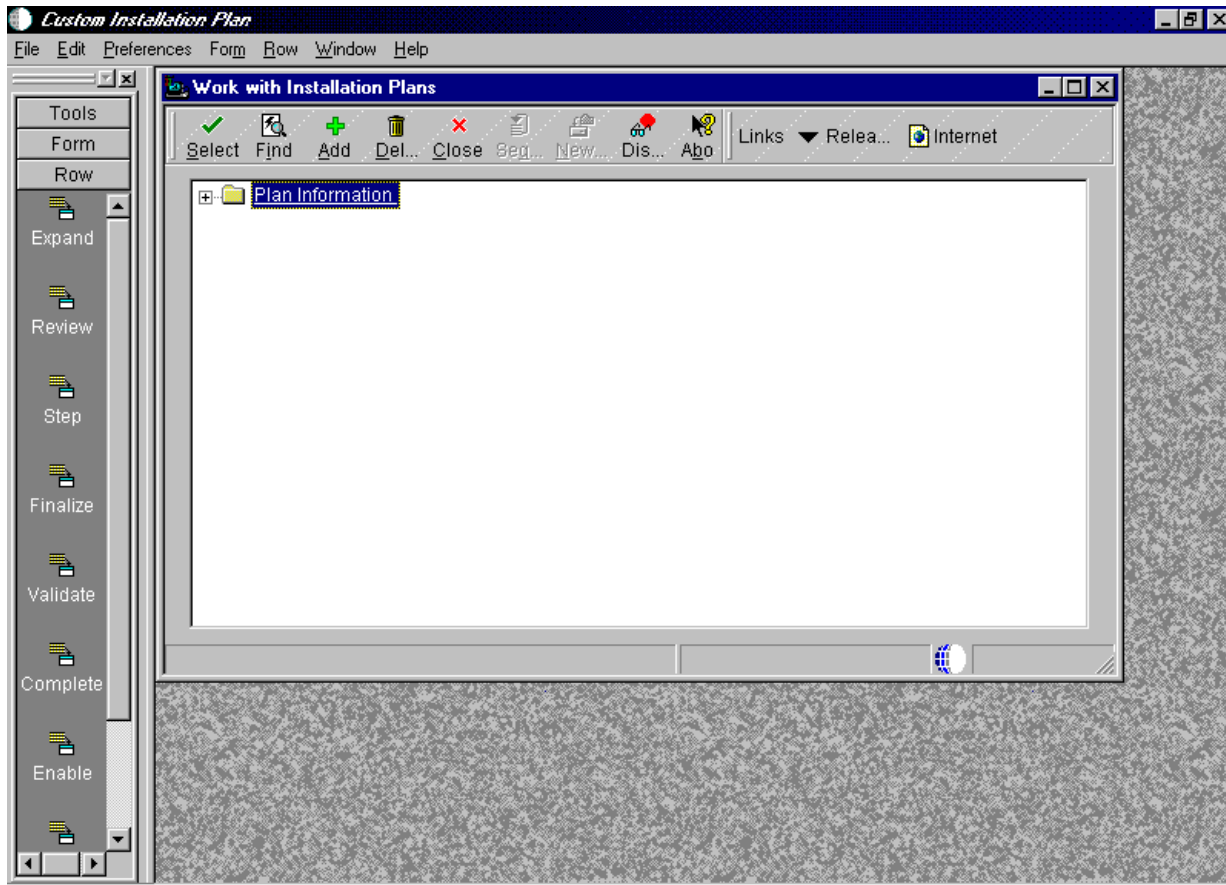 Custom Installation Plan
File Edit Preferences Form Row Window Help
Work with Installation Plans
Select Find Add Del... Close Seq... New... Dis... Abo Links Relea... Internet
Plan Information
Tools
Form
Row
Expand
Review
Step
Finalize
Validate
Complete
Enable